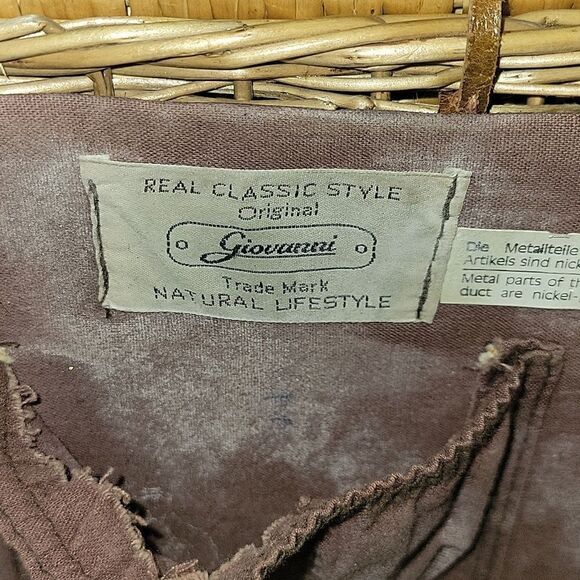 REAL CLASSIC STYLE
Original
Giovanni
Trade Mark
NATURAL LIFESTYLE
Die Metallteile
Artikels sind nick
Metal parts of th
duct are nickel-